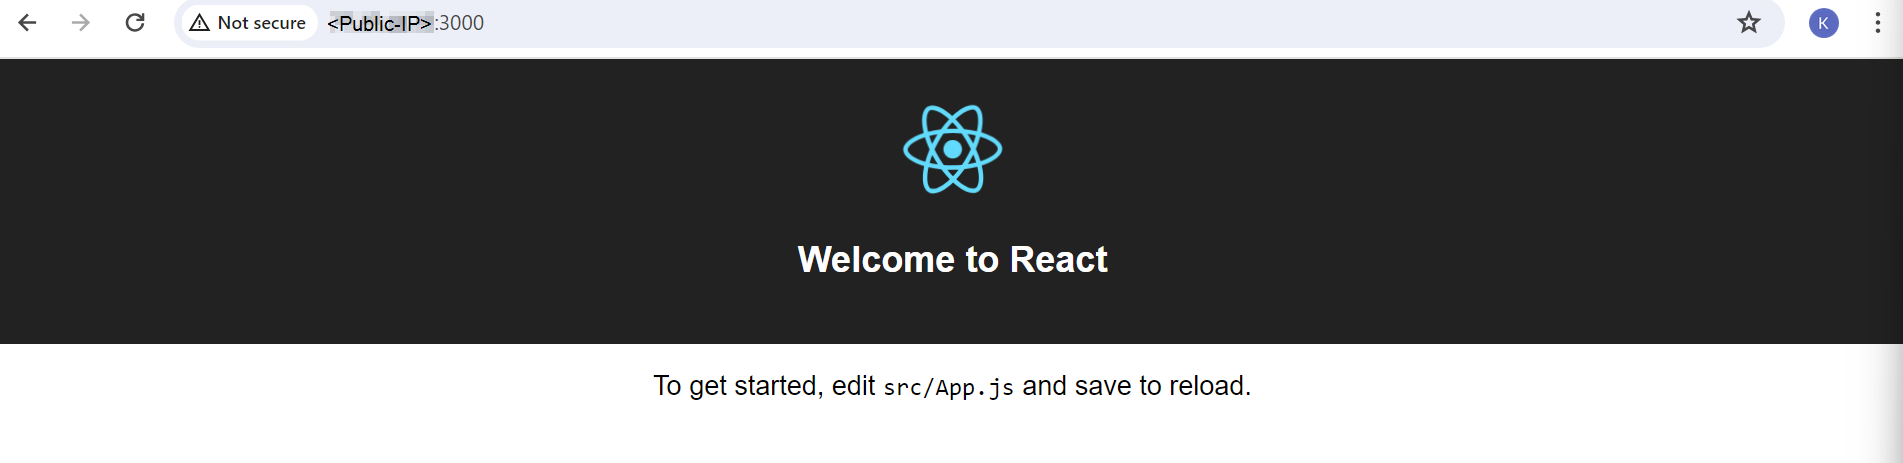 Not secure <Public-IP>:3000 K
Welcome to React
To get started, edit src/App.js and save to reload.